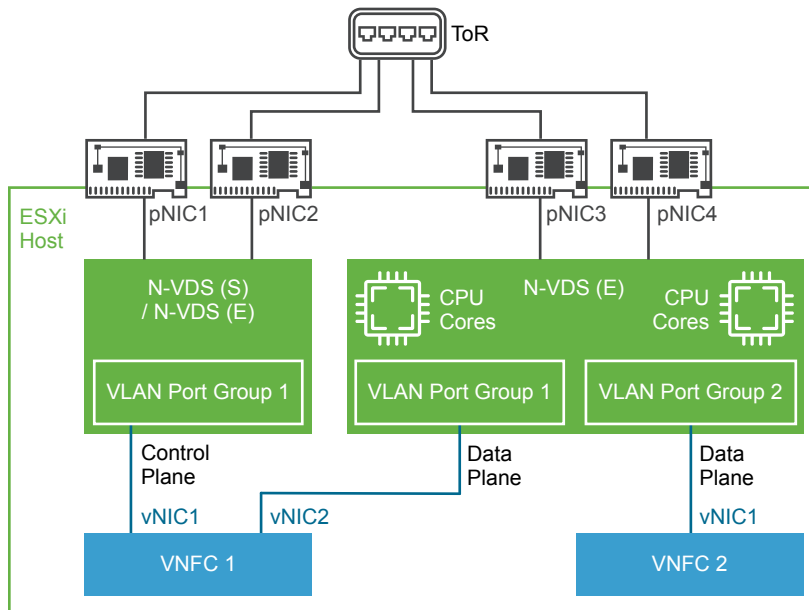 ToR
pNIC1
pNIC2
pNIC3
pNIC4
ESXi
Host
N-VDS (S)
/ N-VDS (E)
CPU
Cores
N-VDS (E)
CPU
Cores
VLAN Port Group 1
VLAN Port Group 1
VLAN Port Group 2
Control
Plane
Data
Plane
Data
Plane
vNIC1
vNIC2
vNIC1
VNFC 1
VNFC 2